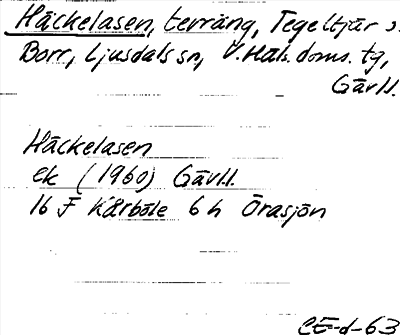 Häckelasen, terräng, Tegeltjär s.
Borr, Ljusdals sn, V. Häls. doms. tg,
Gävl.l.
Häckelasen
ek (1960) Gävl.l.
16 F Kårböle 6 h Örasjön
CE-d-63